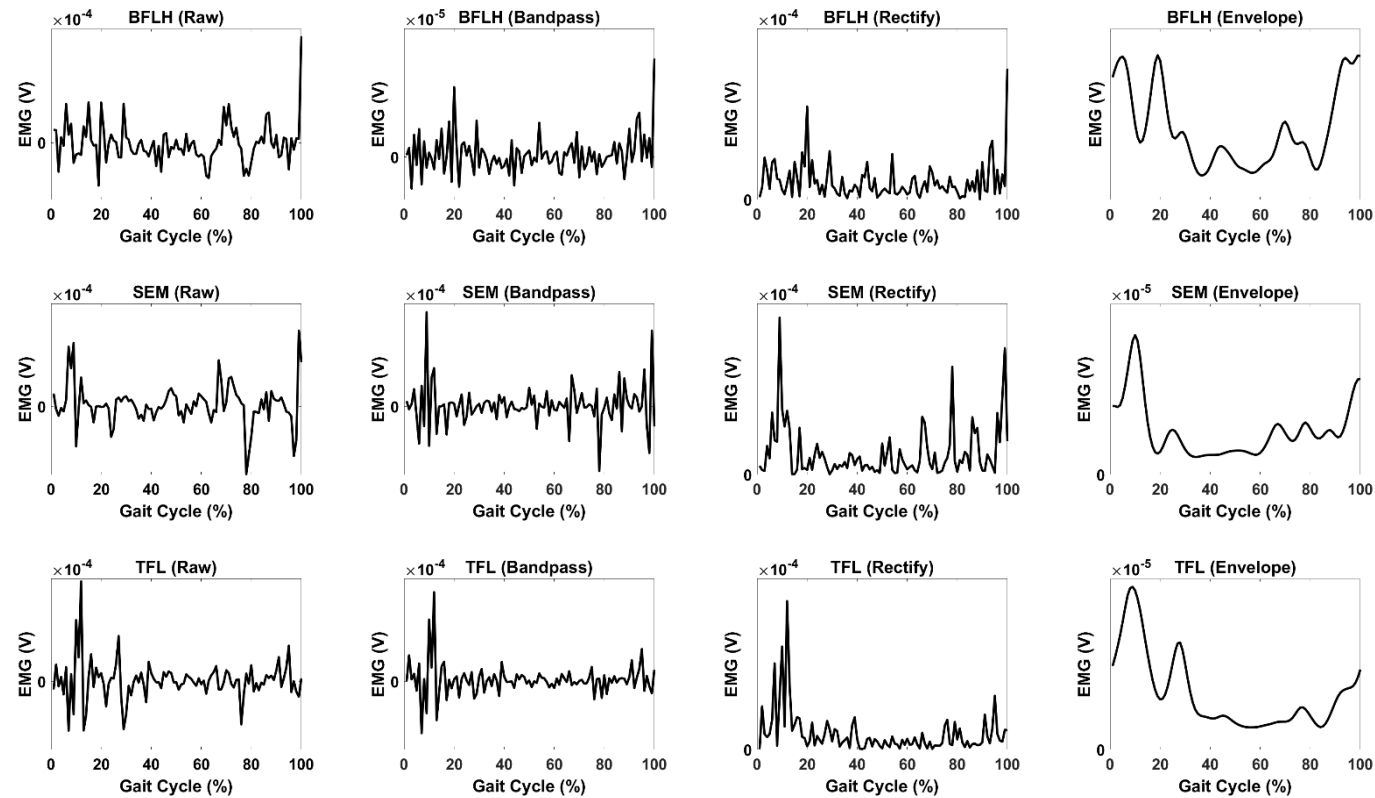 BFLH (Raw)
×10-4
EMG (V)
0
0 20 40 60 80 100
Gait Cycle (%)
BFLH (Bandpass)
×10-5
EMG (V)
0
0 20 40 60 80 100
Gait Cycle (%)
BFLH (Rectify)
×10-4
EMG (V)
0
0 20 40 60 80 100
Gait Cycle (%)
BFLH (Envelope)
EMG (V)
0 20 40 60 80 100
Gait Cycle (%)
SEM (Raw)
×10-4
EMG (V)
0
0 20 40 60 80 100
Gait Cycle (%)
SEM (Bandpass)
×10-4
EMG (V)
0
0 20 40 60 80 100
Gait Cycle (%)
SEM (Rectify)
×10-4
EMG (V)
0
0 20 40 60 80 100
Gait Cycle (%)
SEM (Envelope)
×10-5
EMG (V)
0
0 20 40 60 80 100
Gait Cycle (%)
TFL (Raw)
×10-4
EMG (V)
0
0 20 40 60 80 100
Gait Cycle (%)
TFL (Bandpass)
×10-4
EMG (V)
0
0 20 40 60 80 100
Gait Cycle (%)
TFL (Rectify)
×10-4
EMG (V)
0
0 20 40 60 80 100
Gait Cycle (%)
TFL (Envelope)
×10-5
EMG (V)
0
0 20 40 60 80 100
Gait Cycle (%)